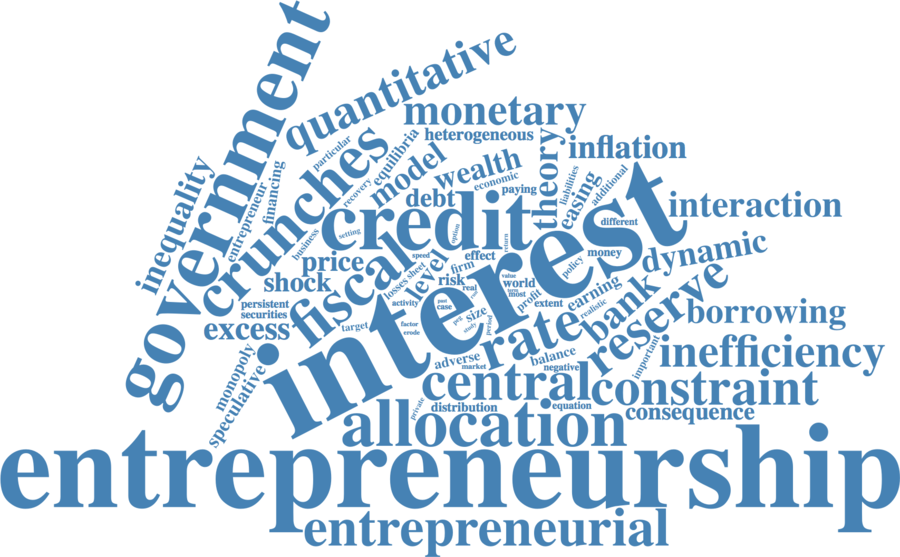 government
quantitative
monetary
heterogeneous
particular
equilibria
crunches
model
recovery
inequality
entrepreneur
financing
business
wealth
economic
paying
debt
theory
liabilities
easing
additional
inflation
interaction
different
credit
setting
option
return
interest
fiscal
price
shock
speed
level
losses
sheet
effect
firm
risk
real
value
world
term
most
policy
money
dynamic
persistent
securities
excess
target
activity
past
case
factor
erode
peg
size
study
period
profit
extent
earning
realistic
bank
reserve
borrowing
rate
adverse
market
balance
negative
important
inefficiency
monopoly
speculative
central
constraint
private
distribution
equation
consequence
allocation
entrepreneurship
entrepreneurial